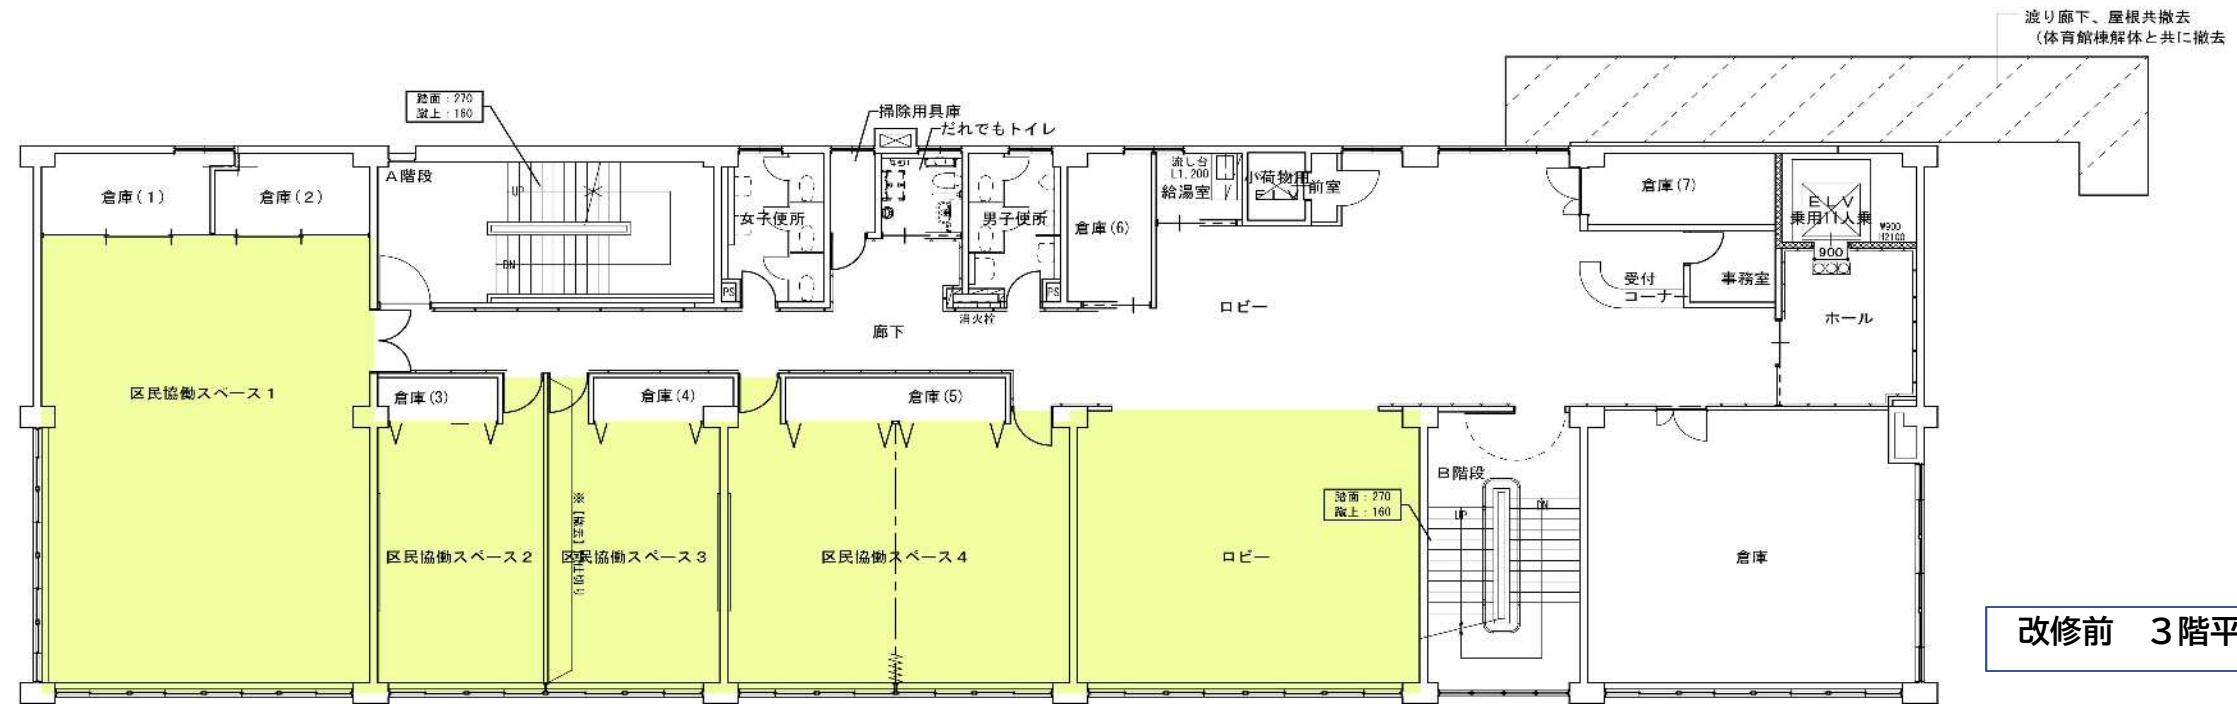 渡り廊下、屋根共撤去
(体育館棟解体と共に撤去
踏面:270
蹴上:160
掃除用具庫
だれでもトイレ
倉庫(1)
倉庫(2)
A階段
UP
DN
女子便所
PS
男子便所
PS
消火栓
倉庫(6)
流し台
L1,200
給湯室
小荷物用
ELV
前室
倉庫(7)
ELV
乗用11人乗
W900
H2100
900
受付
コーナー
事務室
ホール
ロビー
廊下
区民協働スペース1
倉庫(3)
倉庫(4)
倉庫(5)
区民協働スペース2
区民協働スペース3
区民協働スペース4
ロビー
B階段
踏面:270
蹴上:160
UP
DN
倉庫
改修前 3階平